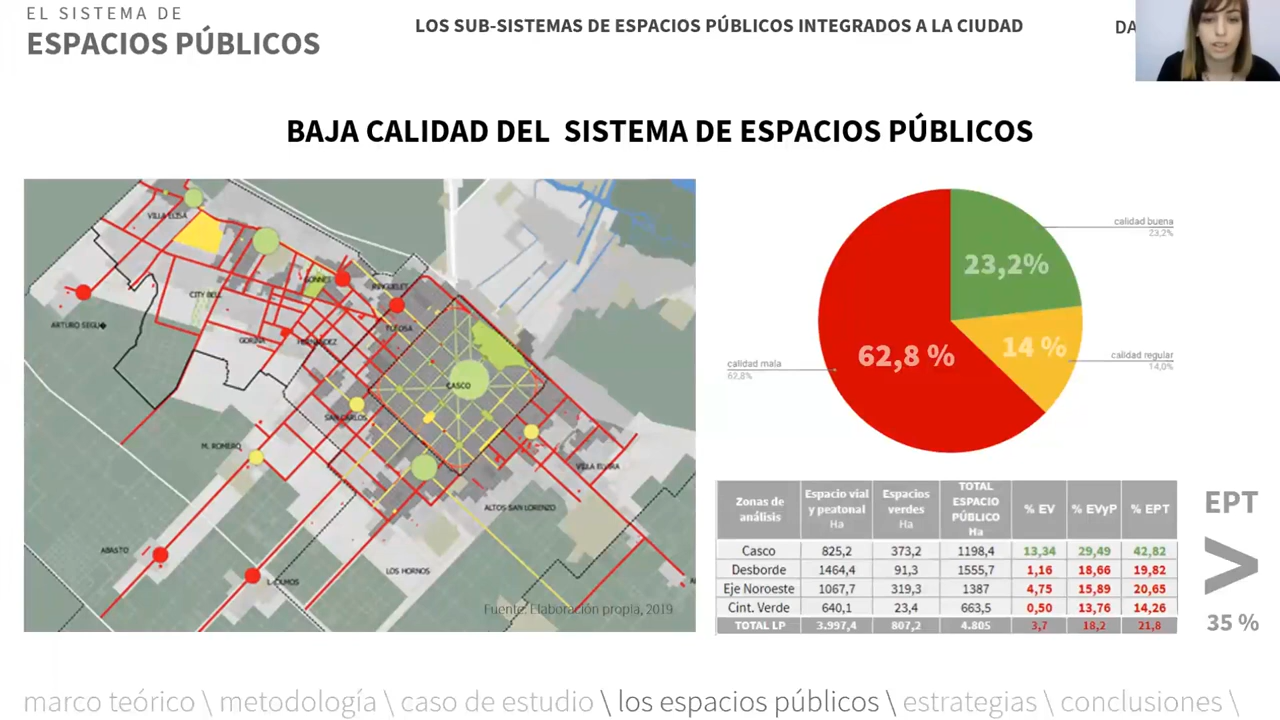 EL SISTEMA DE
ESPACIOS PÚBLICOS
LOS SUB-SISTEMAS DE ESPACIOS PÚBLICOS INTEGRADOS A LA CIUDAD
DA
BAJA CALIDAD DEL SISTEMA DE ESPACIOS PÚBLICOS
VILLA ELISA
CITY BELL
GONNET
RINGUELET
ARTURO SEGU�
GORINA
HERNANDEZ
TOLOSA
CASCO
SAN CARLOS
M. ROMERO
VILLA ELVIRA
ALTOS SAN LORENZO
ABASTO
L. OLMOS
LOS HORNOS
Fuente: Elaboración propia, 2019
calidad buena
23,2%
23,2%
14 %
calidad regular
14,0%
62,8 %
calidad mala
62,8%
Zonas de análisis | Espacio vial y peatonal Ha | Espacios verdes Ha | TOTAL ESPACIO PÚBLICO Ha | % EV | % EVyP | % EPT
Casco | 825,2 | 373,2 | 1198,4 | 13,34 | 29,49 | 42,82
Desborde | 1464,4 | 91,3 | 1555,7 | 1,16 | 18,66 | 19,82
Eje Noroeste | 1067,7 | 319,3 | 1387 | 4,75 | 15,89 | 20,65
Cint. Verde | 640,1 | 23,4 | 663,5 | 0,50 | 13,76 | 14,26
TOTAL LP | 3.997,4 | 807,2 | 4.805 | 3,7 | 18,2 | 21,8
EPT
>
35 %
marco teórico \ metodología \ caso de estudio \ los espacios públicos \ estrategias \ conclusiones \